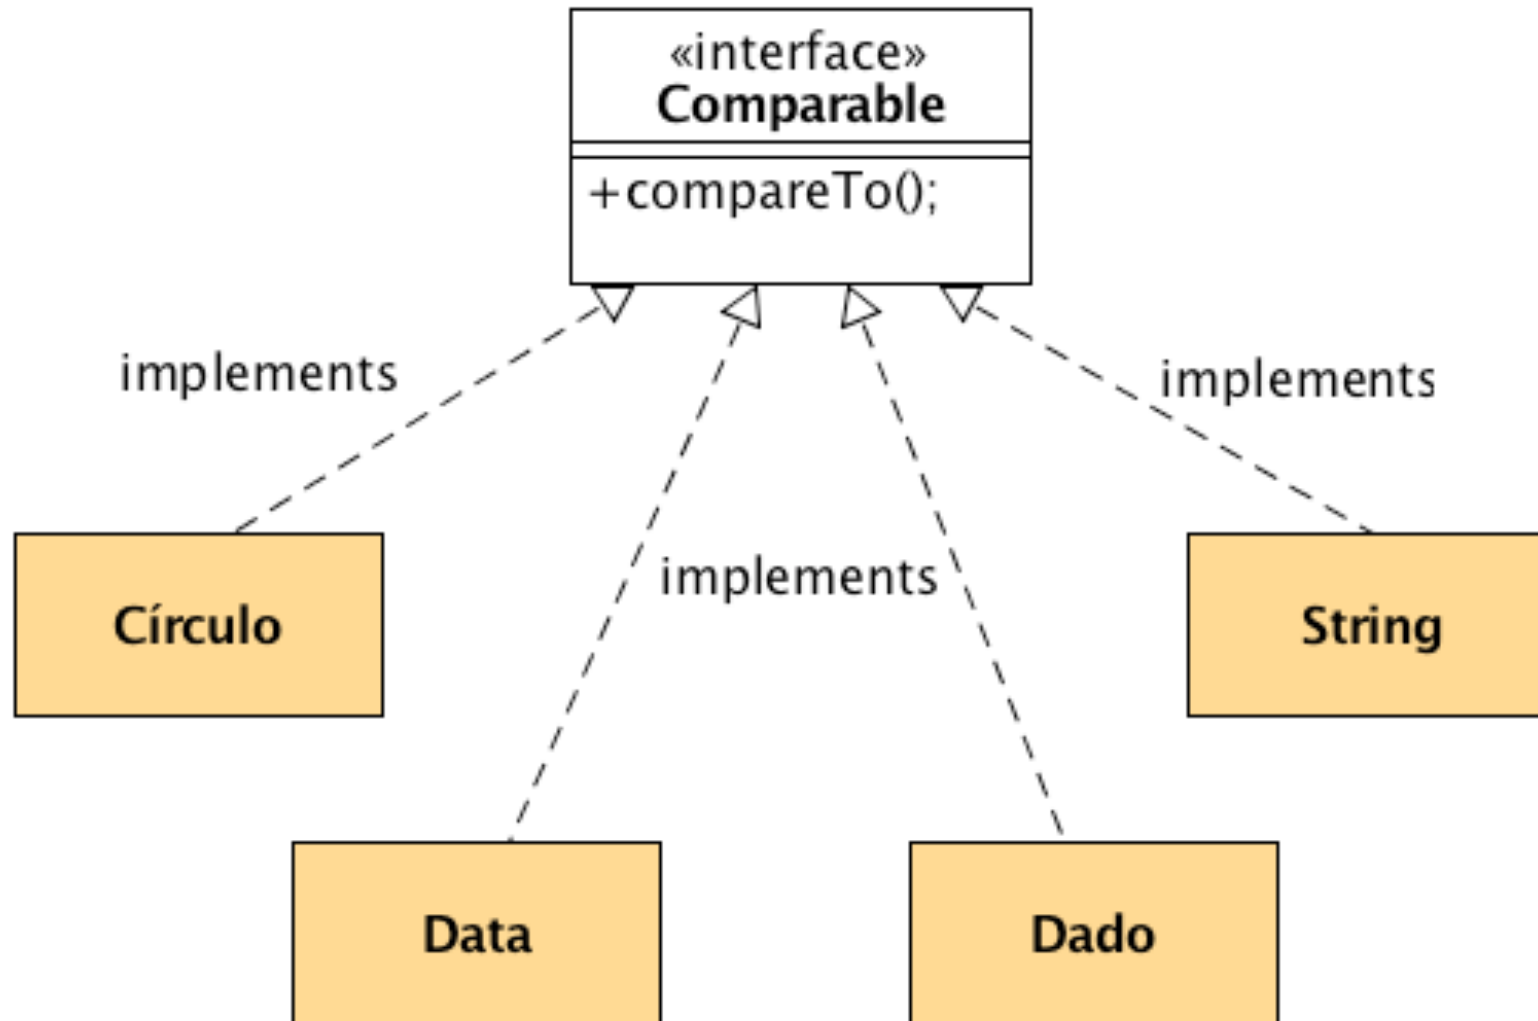 «interface»
Comparable
+compareTo();
implements
implements
implements
Círculo
String
Data
Dado